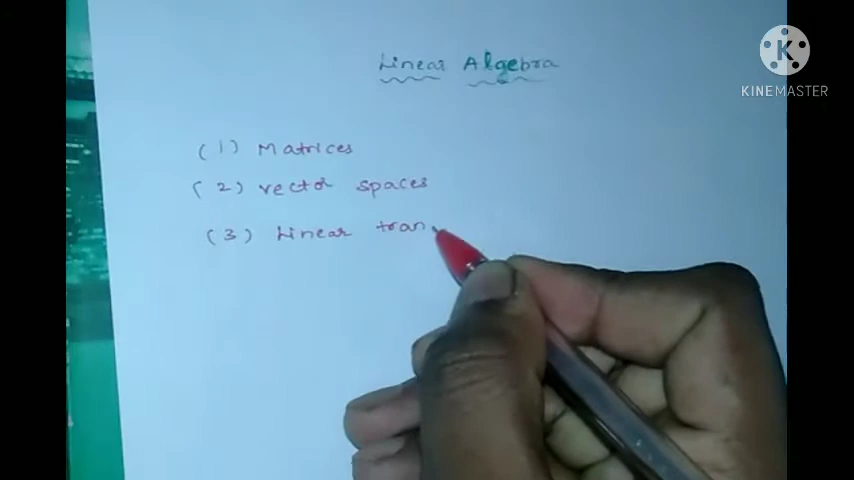 Linear Algebra
(1) Matrices
(2) vector spaces
(3) Linear tran
K
KINEMASTER